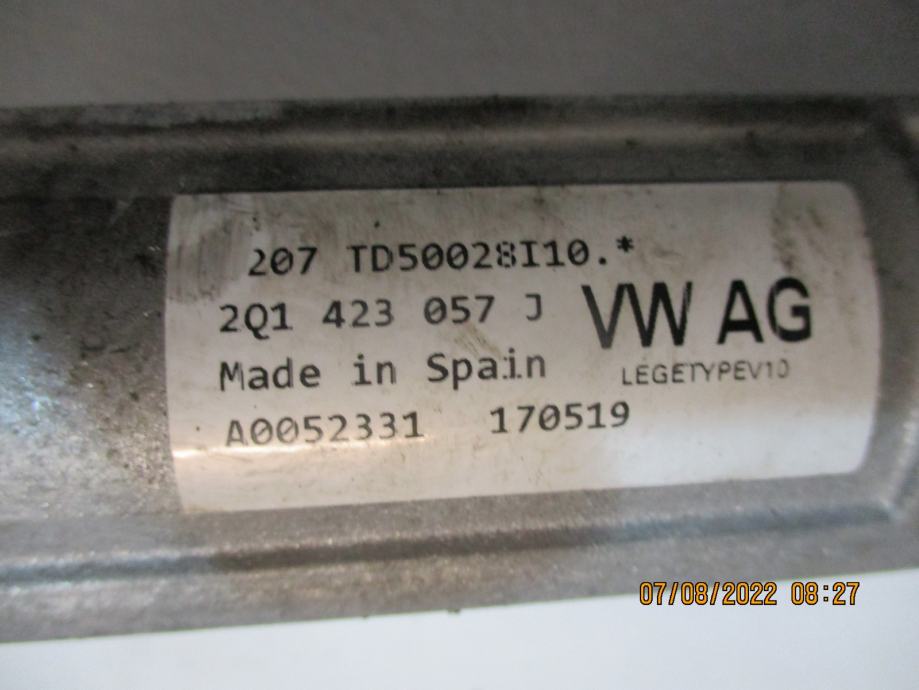 207 TD50028I10.*
2Q1 423 057 J
VW AG
Made in Spain
LEGETYPEV10
A0052331 170519
07/08/2022 08:27